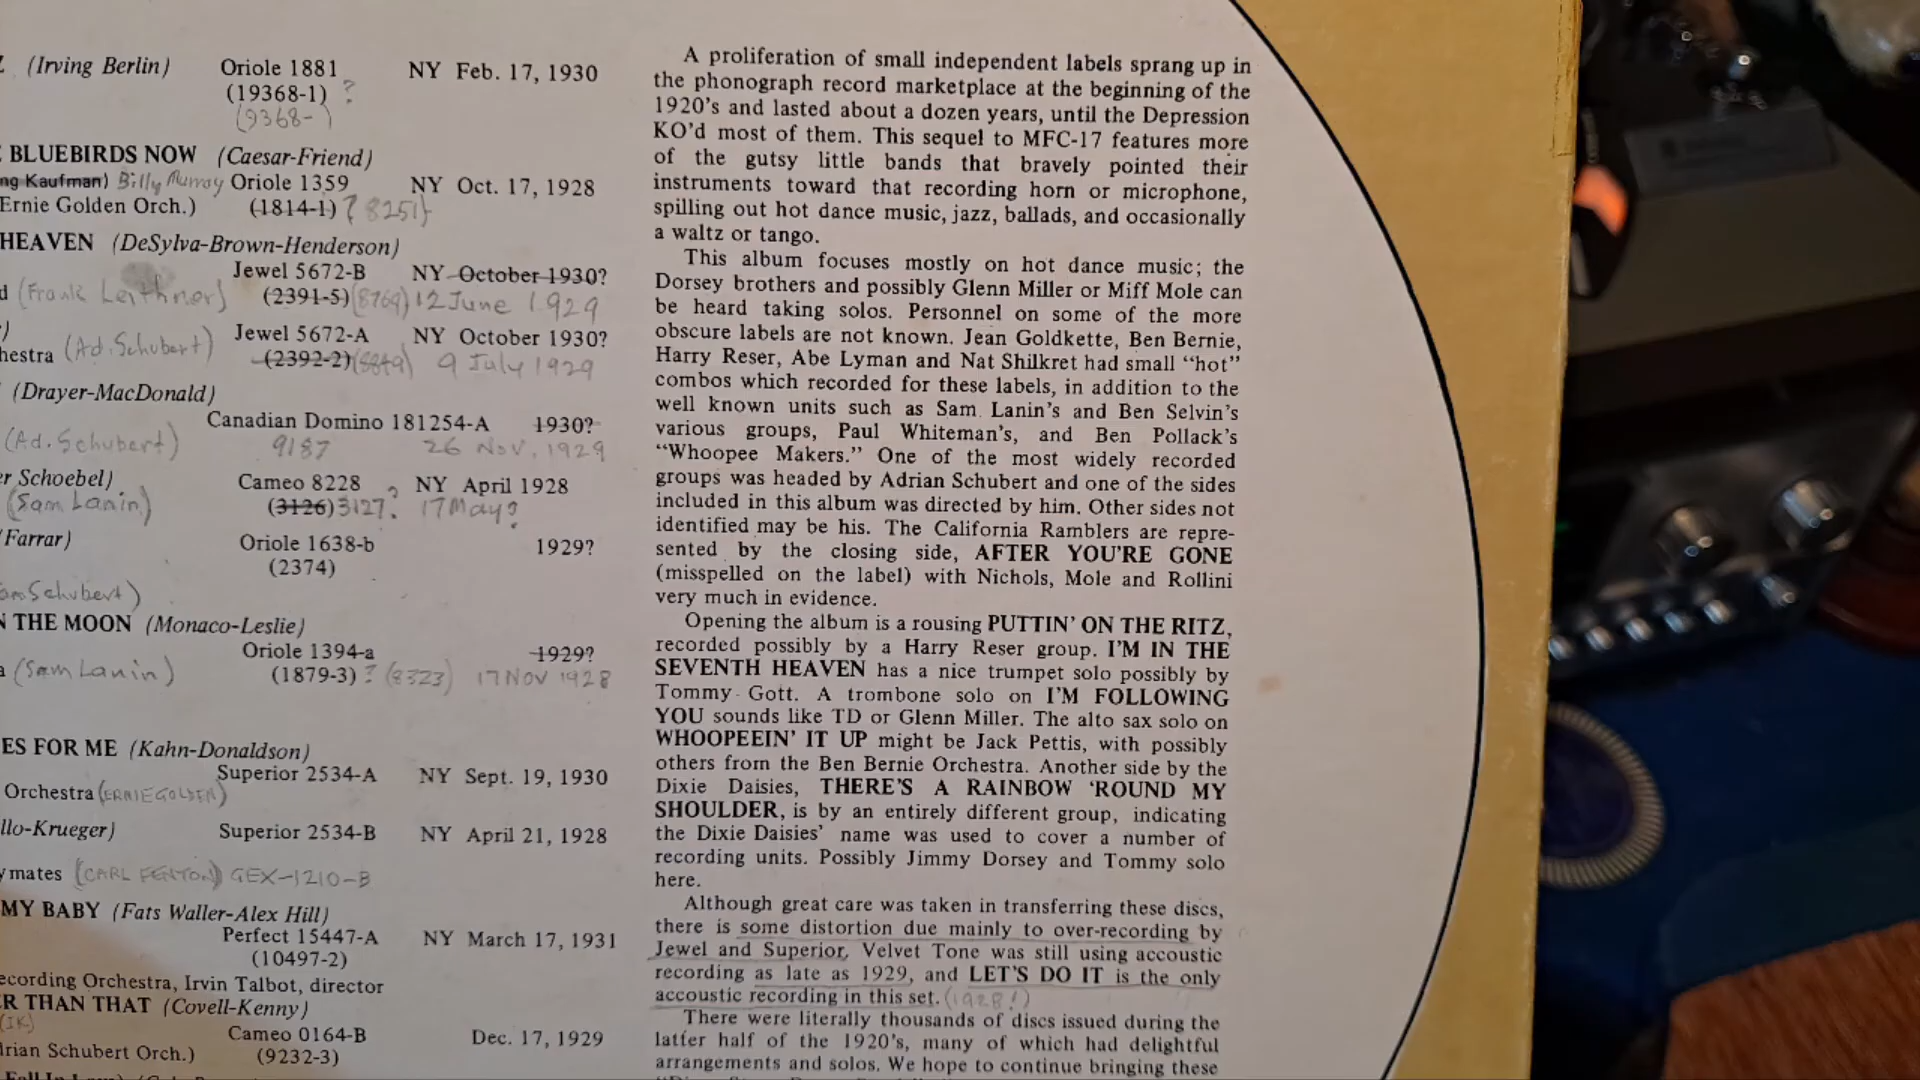 (Irving Berlin) Oriole 1881 NY Feb. 17, 1930
(19368-1) ?
(9368- )
BLUEBIRDS NOW (Caesar-Friend)
ng Kaufman) Billy Murray Oriole 1359 NY Oct. 17, 1928
Ernie Golden Orch.) (1814-1) ? 8251}
HEAVEN (DeSylva-Brown-Henderson)
Jewel 5672-B NY October 1930?
d (Frank Leithner) (2391-5) (8769) 12 June 1929
Jewel 5672-A NY October 1930?
hestra (Ad. Schubert) (2392-2) (8849) 9 July 1929
(Drayer-MacDonald)
Canadian Domino 181254-A 1930?
(Ad. Schubert) 9187 26 Nov. 1929
er Schoebel) Cameo 8228 NY April 1928
(Sam Lanin) (3126) 3127 ? 17 May ?
Farrar) Oriole 1638-b 1929?
(2374)
Schubert)
N THE MOON (Monaco-Leslie)
Oriole 1394-a 1929?
a (Sam Lanin) (1879-3) ? (8323) 17 Nov 1928
ES FOR ME (Kahn-Donaldson)
Superior 2534-A NY Sept. 19, 1930
Orchestra (ERNIE GOLDEN)
llo-Krueger) Superior 2534-B NY April 21, 1928
ymates (CARL FENTON) GEX-1210-B
MY BABY (Fats Waller-Alex Hill)
Perfect 15447-A NY March 17, 1931
(10497-2)
ecording Orchestra, Irvin Talbot, director
R THAN THAT (Covell-Kenny)
Cameo 0164-B Dec. 17, 1929
drian Schubert Orch.) (9232-3)
A proliferation of small independent labels sprang up in
the phonograph record marketplace at the beginning of the
1920's and lasted about a dozen years, until the Depression
KO'd most of them. This sequel to MFC-17 features more
of the gutsy little bands that bravely pointed their
instruments toward that recording horn or microphone,
spilling out hot dance music, jazz, ballads, and occasionally
a waltz or tango.
This album focuses mostly on hot dance music; the
Dorsey brothers and possibly Glenn Miller or Miff Mole can
be heard taking solos. Personnel on some of the more
obscure labels are not known. Jean Goldkette, Ben Bernie,
Harry Reser, Abe Lyman and Nat Shilkret had small “hot”
combos which recorded for these labels, in addition to the
well known units such as Sam Lanin's and Ben Selvin's
various groups, Paul Whiteman's, and Ben Pollack's
“Whoopee Makers.” One of the most widely recorded
groups was headed by Adrian Schubert and one of the sides
included in this album was directed by him. Other sides not
identified may be his. The California Ramblers are repre-
sented by the closing side, AFTER YOU'RE GONE
(misspelled on the label) with Nichols, Mole and Rollini
very much in evidence.
Opening the album is a rousing PUTTIN' ON THE RITZ,
recorded possibly by a Harry Reser group. I'M IN THE
SEVENTH HEAVEN has a nice trumpet solo possibly by
Tommy Gott. A trombone solo on I'M FOLLOWING
YOU sounds like TD or Glenn Miller. The alto sax solo on
WHOOPEEIN' IT UP might be Jack Pettis, with possibly
others from the Ben Bernie Orchestra. Another side by the
Dixie Daisies, THERE'S A RAINBOW 'ROUND MY
SHOULDER, is by an entirely different group, indicating
the Dixie Daisies' name was used to cover a number of
recording units. Possibly Jimmy Dorsey and Tommy solo
here.
Although great care was taken in transferring these discs,
there is some distortion due mainly to over-recording by
Jewel and Superior. Velvet Tone was still using accoustic
recording as late as 1929, and LET'S DO IT is the only
accoustic recording in this set. (1928!)
There were literally thousands of discs issued during the
latter half of the 1920's, many of which had delightful
arrangements and solos. We hope to continue bringing these